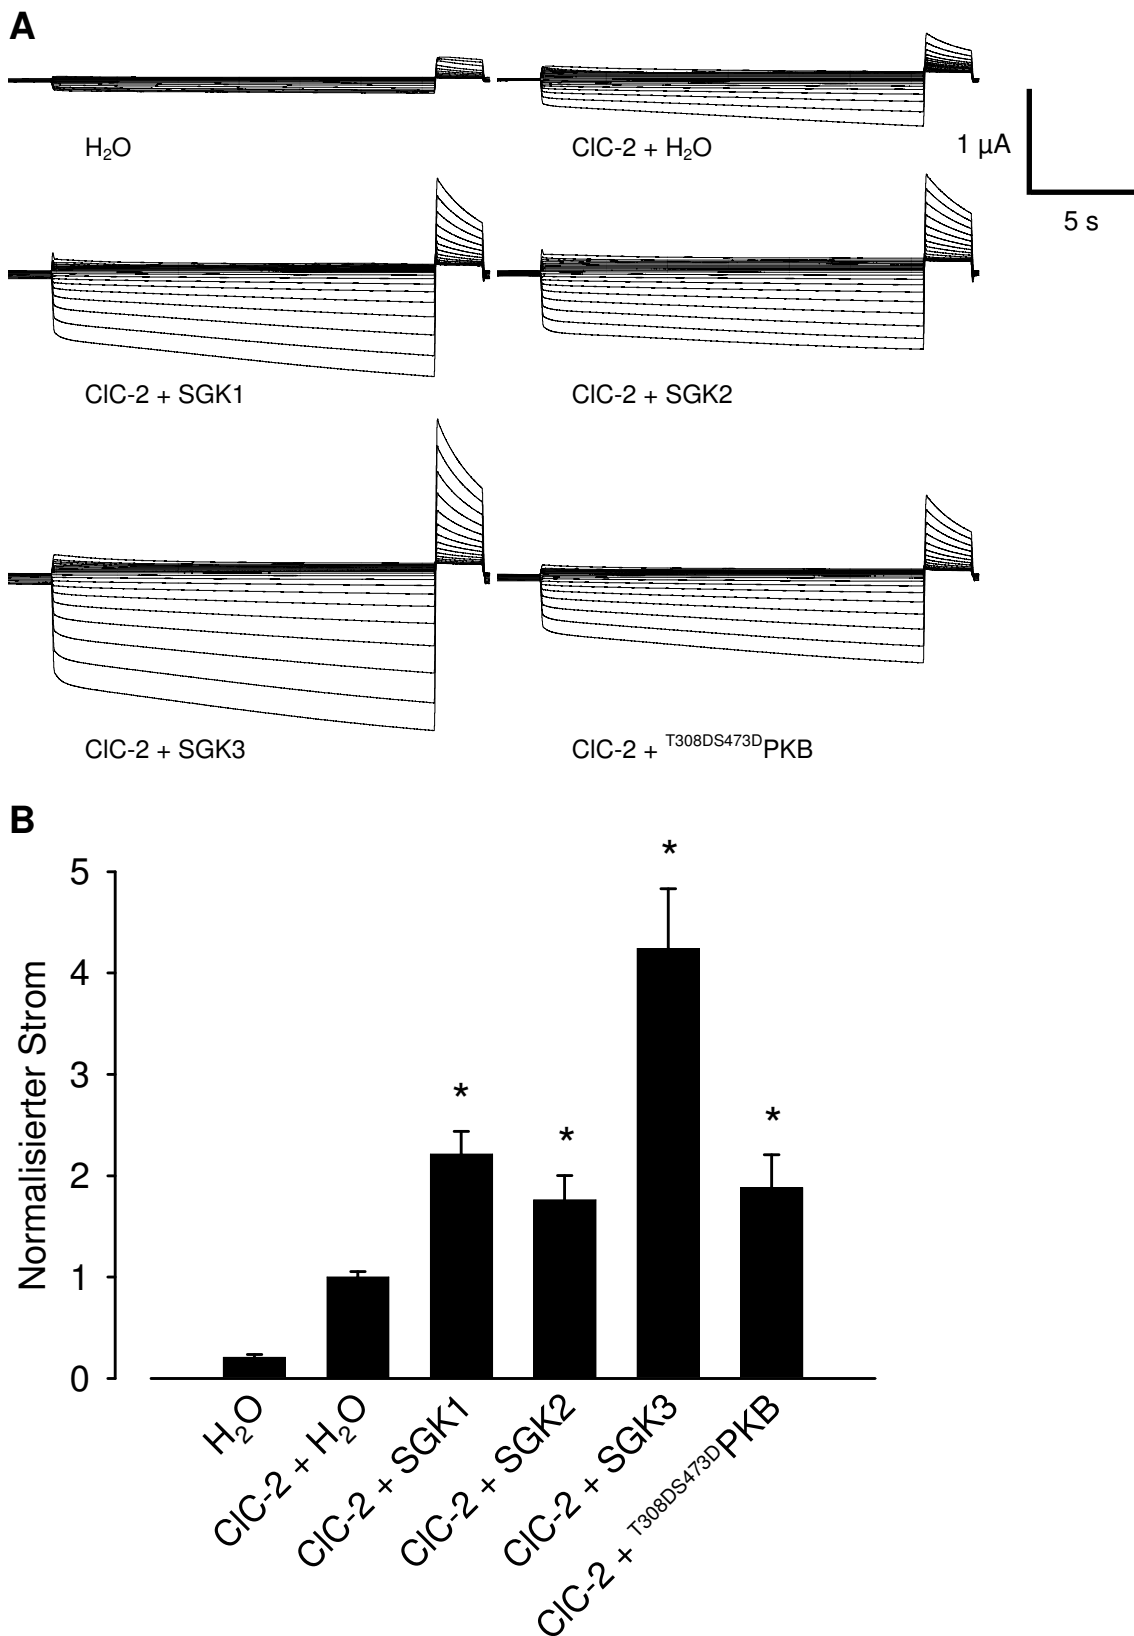 A
H₂O
ClC-2 + H₂O
1 µA
5 s
ClC-2 + SGK1
ClC-2 + SGK2
ClC-2 + SGK3
ClC-2 + ᵀ³⁰⁸ᴰˢ⁴⁷³ᴰPKB
B
Normalisierter Strom
5
4
3
2
1
0
*
*
*
*
H₂O
ClC-2 + H₂O
ClC-2 + SGK1
ClC-2 + SGK2
ClC-2 + SGK3
ClC-2 + ᵀ³⁰⁸ᴰˢ⁴⁷³ᴰPKB